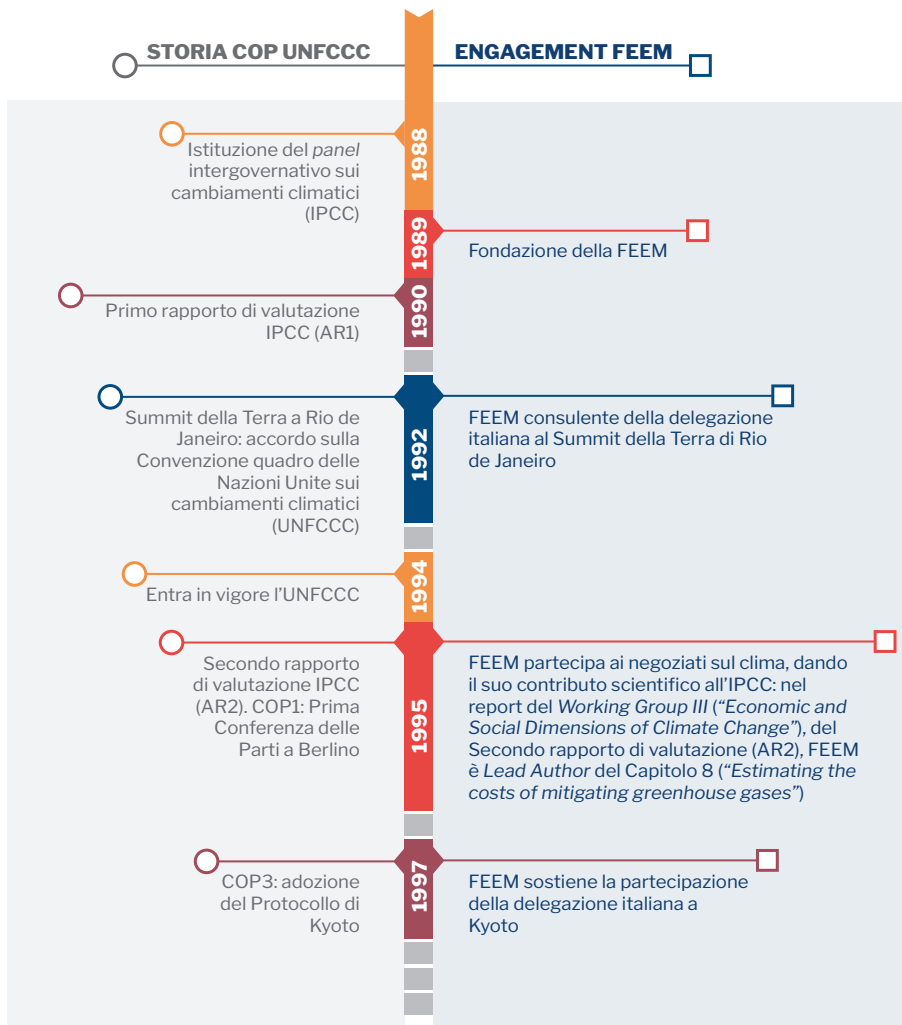 STORIA COP UNFCCC
ENGAGEMENT FEEM
1988
Istituzione del panel
intergovernativo sui
cambiamenti climatici
(IPCC)
1989
Fondazione della FEEM
1990
Primo rapporto di valutazione
IPCC (AR1)
1992
Summit della Terra a Rio de
Janeiro: accordo sulla
Convenzione quadro delle
Nazioni Unite sui
cambiamenti climatici
(UNFCCC)
FEEM consulente della delegazione
italiana al Summit della Terra di Rio
de Janeiro
1994
Entra in vigore l’UNFCCC
1995
Secondo rapporto
di valutazione IPCC
(AR2). COP1: Prima
Conferenza delle
Parti a Berlino
FEEM partecipa ai negoziati sul clima, dando
il suo contributo scientifico all’IPCC: nel
report del Working Group III (“Economic and
Social Dimensions of Climate Change”), del
Secondo rapporto di valutazione (AR2), FEEM
è Lead Author del Capitolo 8 (“Estimating the
costs of mitigating greenhouse gases”)
1997
COP3: adozione
del Protocollo di
Kyoto
FEEM sostiene la partecipazione
della delegazione italiana a
Kyoto